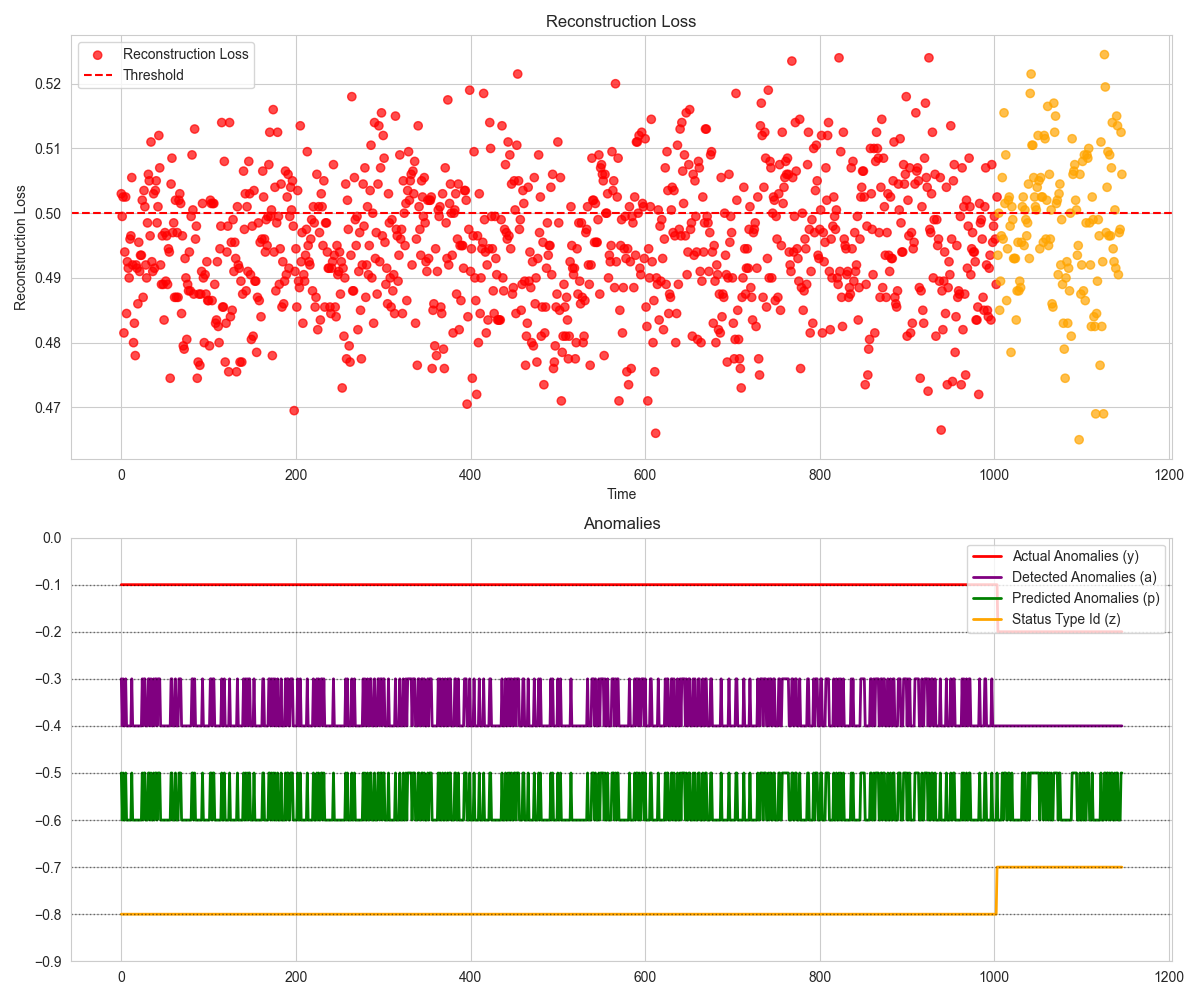 Reconstruction Loss
Reconstruction Loss
Threshold
0.52
0.51
0.50
0.49
0.48
0.47
Reconstruction Loss
0 200 400 600 800 1000 1200
Time
Anomalies
Actual Anomalies (y)
Detected Anomalies (a)
Predicted Anomalies (p)
Status Type Id (z)
0.0
−0.1
−0.2
−0.3
−0.4
−0.5
−0.6
−0.7
−0.8
−0.9
0 200 400 600 800 1000 1200